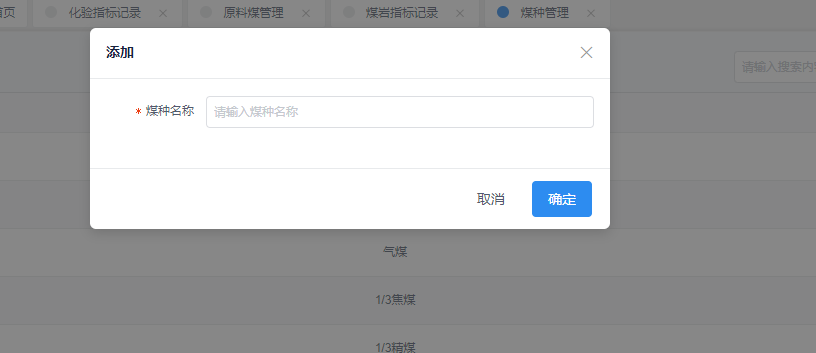 首页 化验指标记录 原料煤管理 煤岩指标记录 煤种管理
添加
请输入搜索内容
* 煤种名称 请输入煤种名称
取消 确定
气煤
1/3焦煤
1/3精煤